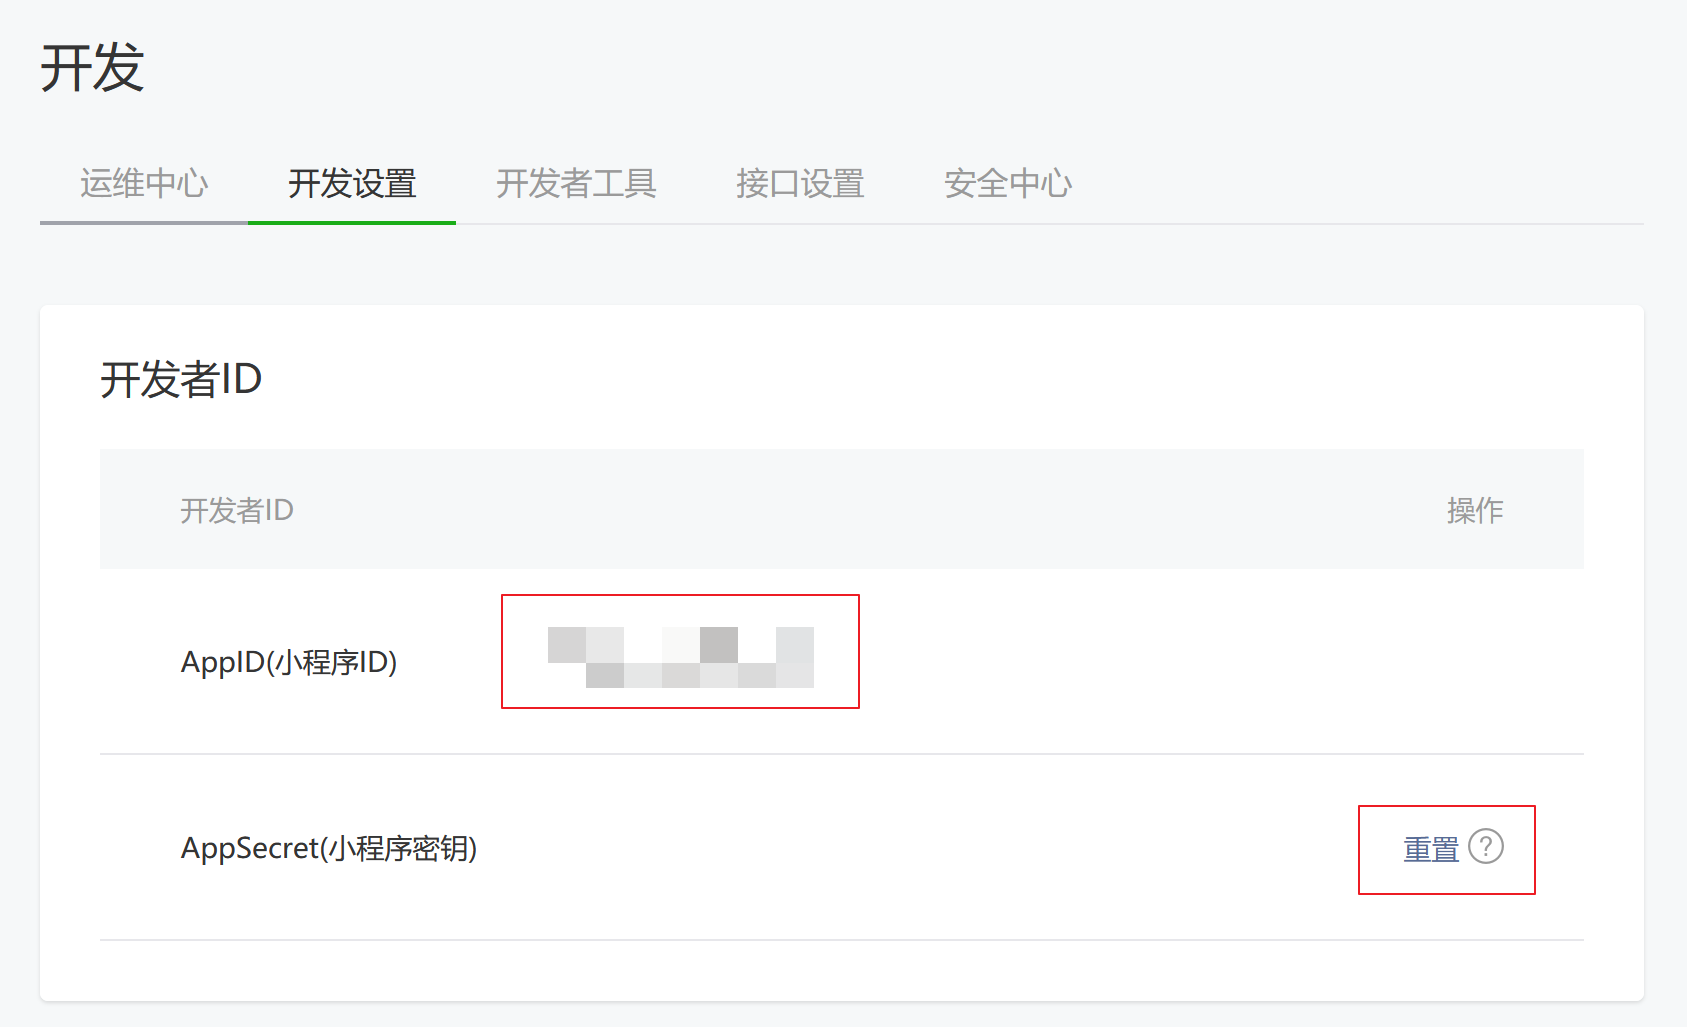 开发
运维中心 开发设置 开发者工具 接口设置 安全中心
开发者ID
开发者ID 操作
AppID(小程序ID)
AppSecret(小程序密钥) 重置 ?